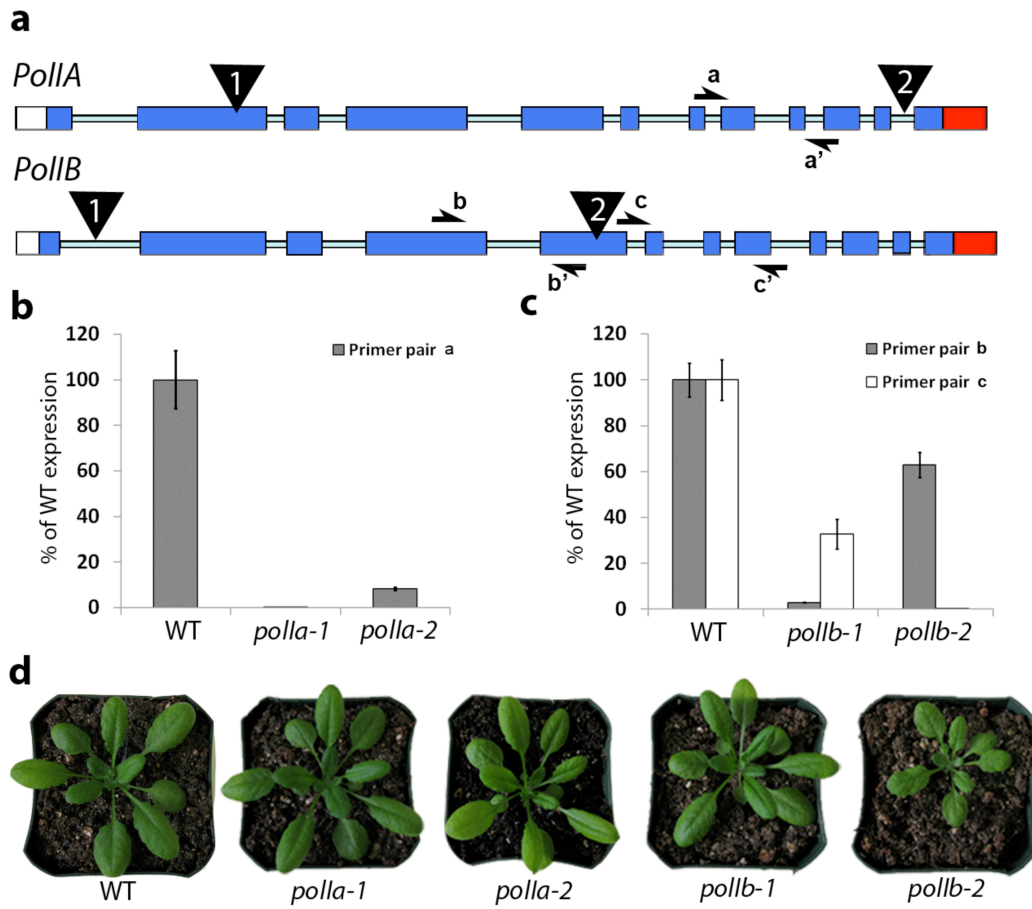 a
PolIA
1
a
2
a’
PolIB
1
b
2
c
b’
c’
b
120
100
80
60
40
20
0
% of WT expression
Primer pair a
WT
polIa-1
polIa-2
c
120
100
80
60
40
20
0
% of WT expression
Primer pair b
Primer pair c
WT
polIb-1
polIb-2
d
WT
polIa-1
polIa-2
polIb-1
polIb-2